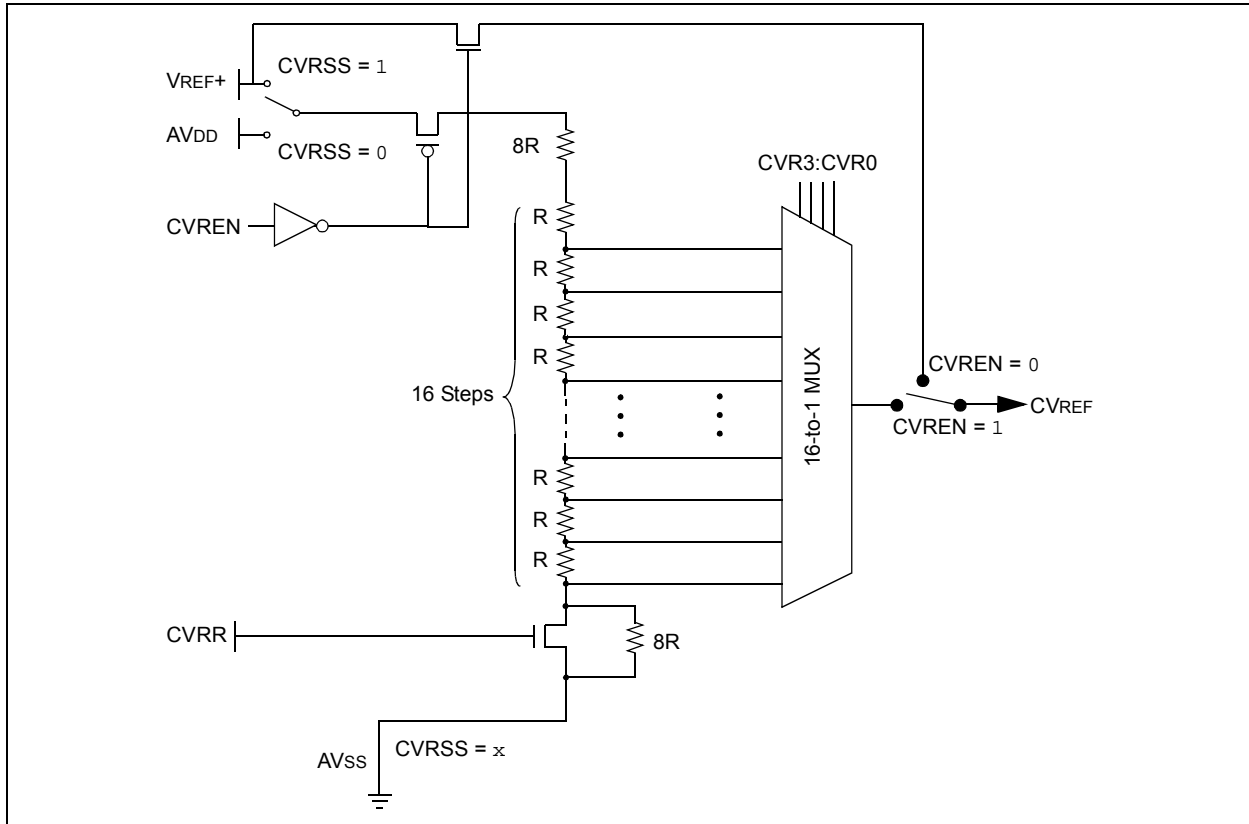 CVRSS = 1
VREF+
AVDD
CVRSS = 0
8R
CVR3:CVR0
CVREN
R
R
R
R
16 Steps
16-to-1 MUX
CVREN = 0
CVREF
CVREN = 1
R
R
R
CVRR
8R
CVRSS = x
AVSS